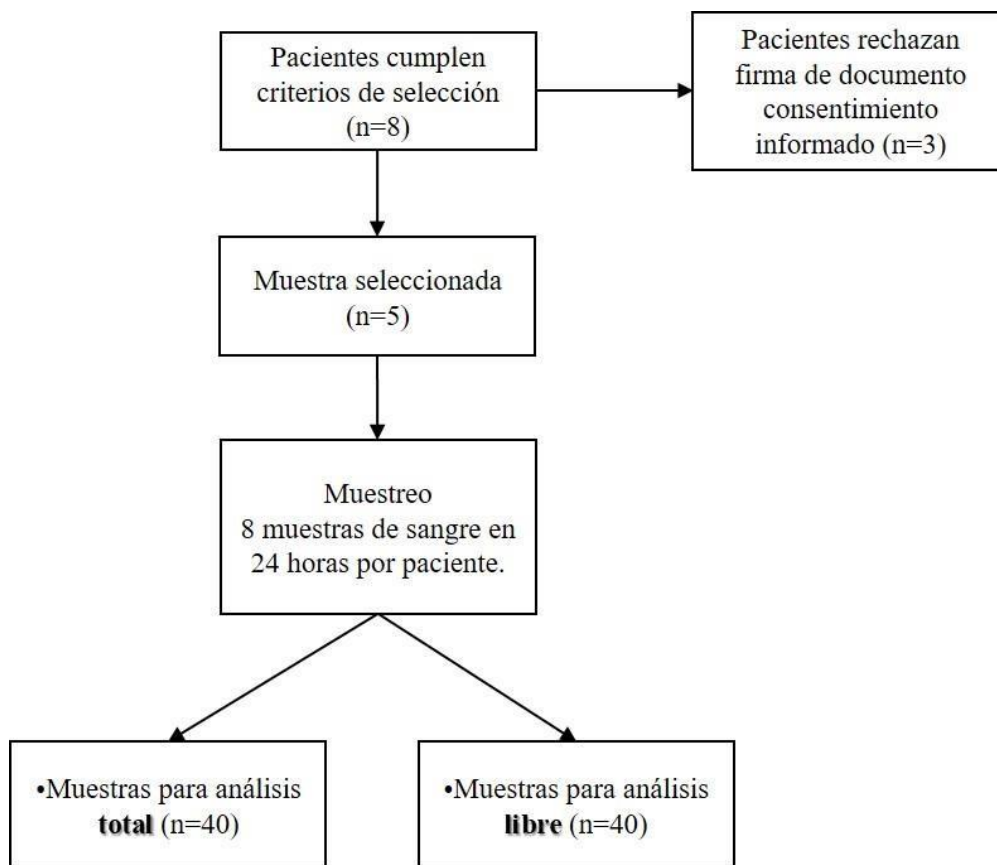 Pacientes cumplen
criterios de selección
(n=8)
Pacientes rechazan
firma de documento
consentimiento
informado (n=3)
Muestra seleccionada
(n=5)
Muestreo
8 muestras de sangre en
24 horas por paciente.
•Muestras para análisis
total (n=40)
•Muestras para análisis
libre (n=40)